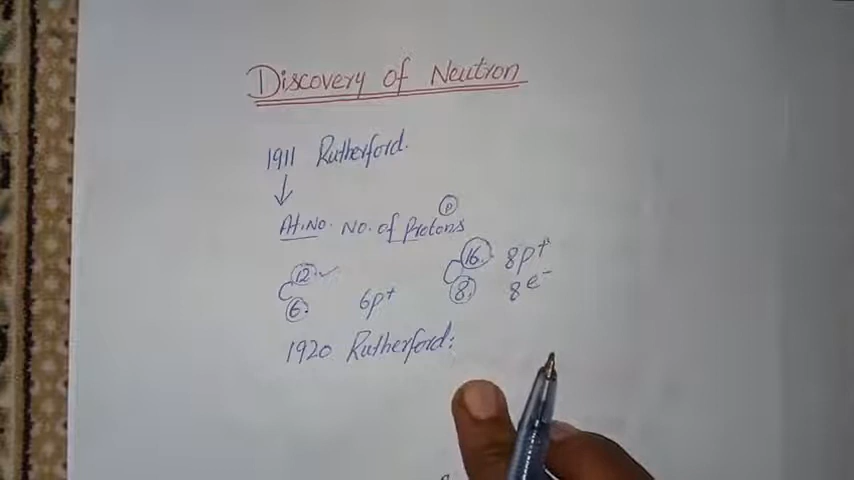 Discovery of Neutron
1911 Rutherford.
↓
At. No. No. of Protons P
12 ✓ 16. 8p+
6. 6p+ 8. 8e-
1920 Rutherford: